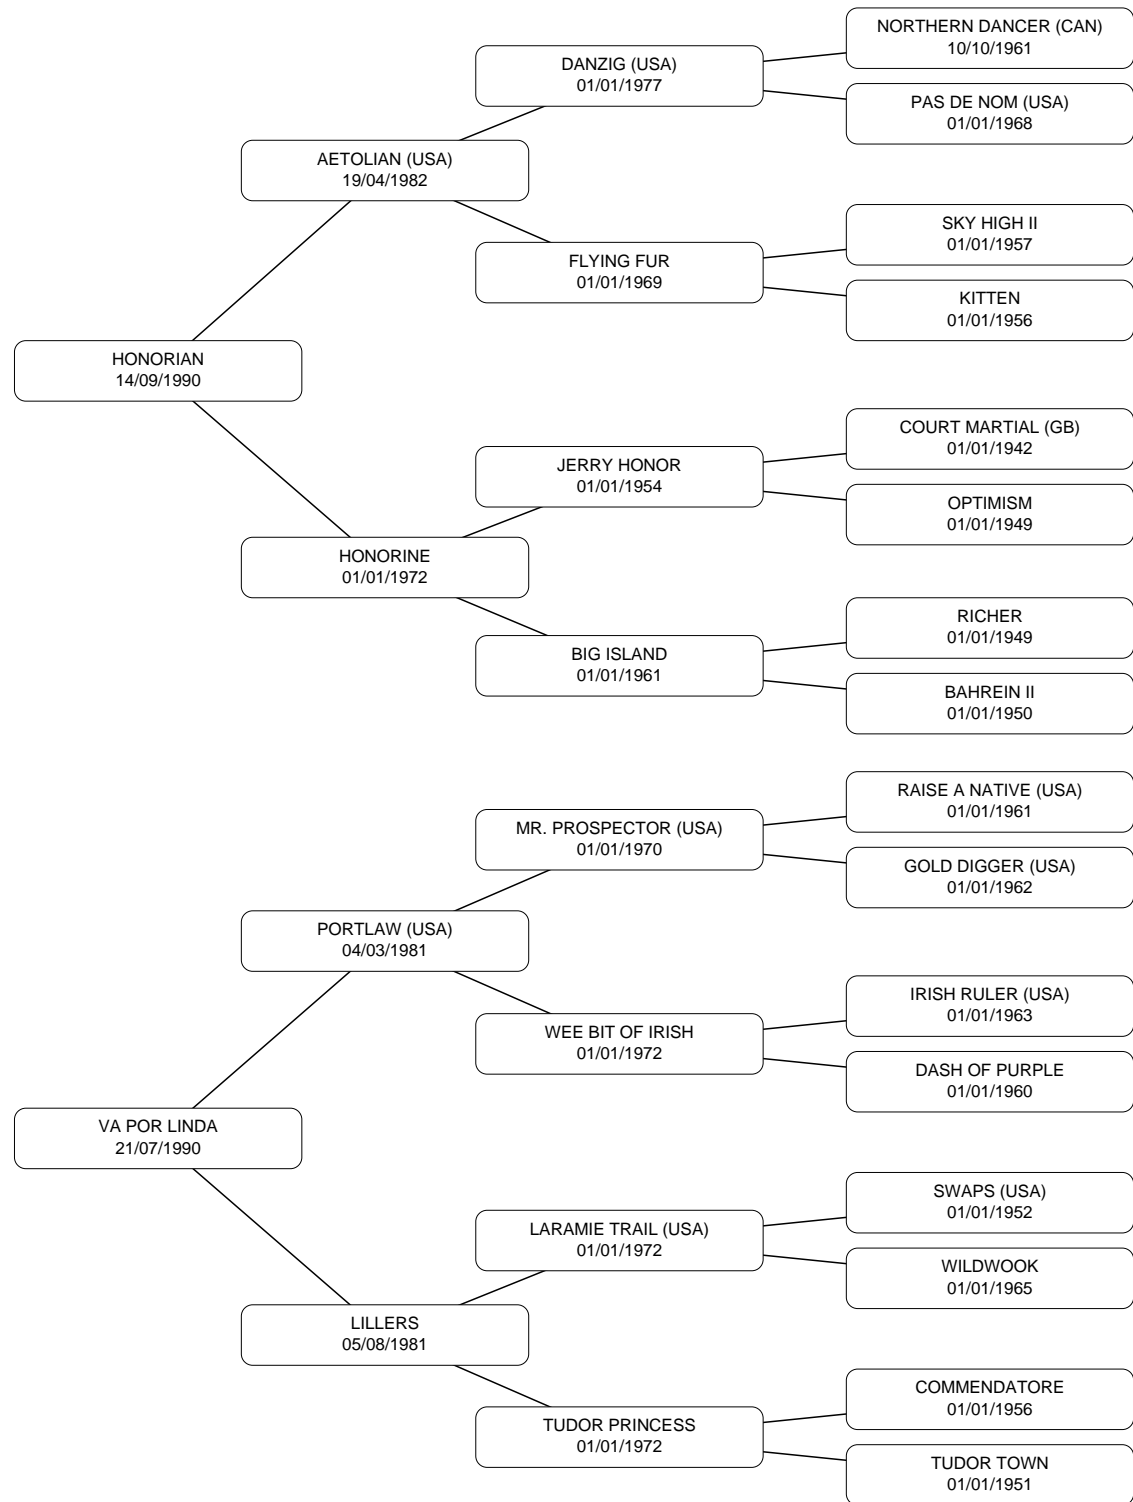 NORTHERN DANCER (CAN)
10/10/1961
DANZIG (USA)
01/01/1977
PAS DE NOM (USA)
01/01/1968
AETOLIAN (USA)
19/04/1982
SKY HIGH II
01/01/1957
FLYING FUR
01/01/1969
KITTEN
01/01/1956
HONORIAN
14/09/1990
COURT MARTIAL (GB)
01/01/1942
JERRY HONOR
01/01/1954
OPTIMISM
01/01/1949
HONORINE
01/01/1972
RICHER
01/01/1949
BIG ISLAND
01/01/1961
BAHREIN II
01/01/1950
RAISE A NATIVE (USA)
01/01/1961
MR. PROSPECTOR (USA)
01/01/1970
GOLD DIGGER (USA)
01/01/1962
PORTLAW (USA)
04/03/1981
IRISH RULER (USA)
01/01/1963
WEE BIT OF IRISH
01/01/1972
DASH OF PURPLE
01/01/1960
VA POR LINDA
21/07/1990
SWAPS (USA)
01/01/1952
LARAMIE TRAIL (USA)
01/01/1972
WILDWOOK
01/01/1965
LILLERS
05/08/1981
COMMENDATORE
01/01/1956
TUDOR PRINCESS
01/01/1972
TUDOR TOWN
01/01/1951